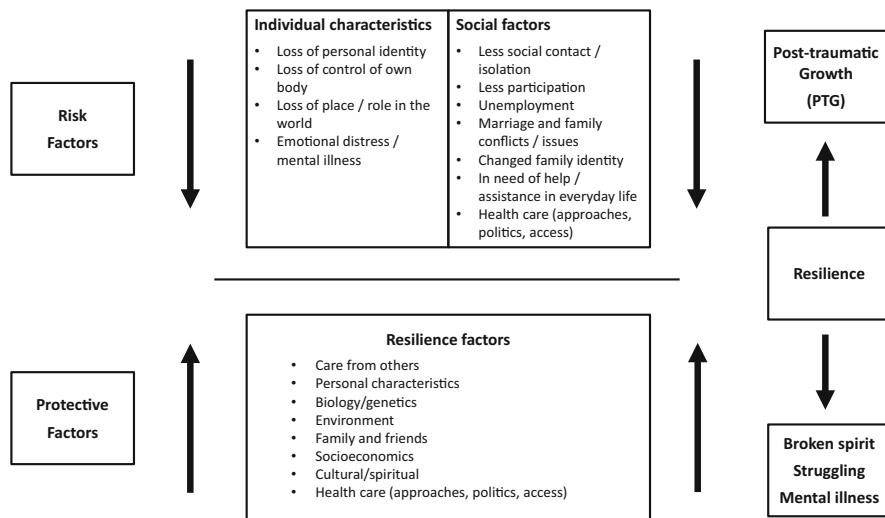 Risk
Factors
Individual characteristics
• Loss of personal identity
• Loss of control of own
body
• Loss of place / role in the
world
• Emotional distress /
mental illness
Social factors
• Less social contact /
isolation
• Less participation
• Unemployment
• Marriage and family
conflicts / issues
• Changed family identity
• In need of help /
assistance in everyday life
• Health care (approaches,
politics, access)
Post-traumatic
Growth
(PTG)
Resilience
Protective
Factors
Resilience factors
• Care from others
• Personal characteristics
• Biology/genetics
• Environment
• Family and friends
• Socioeconomics
• Cultural/spiritual
• Health care (approaches, politics, access)
Broken spirit
Struggling
Mental illness